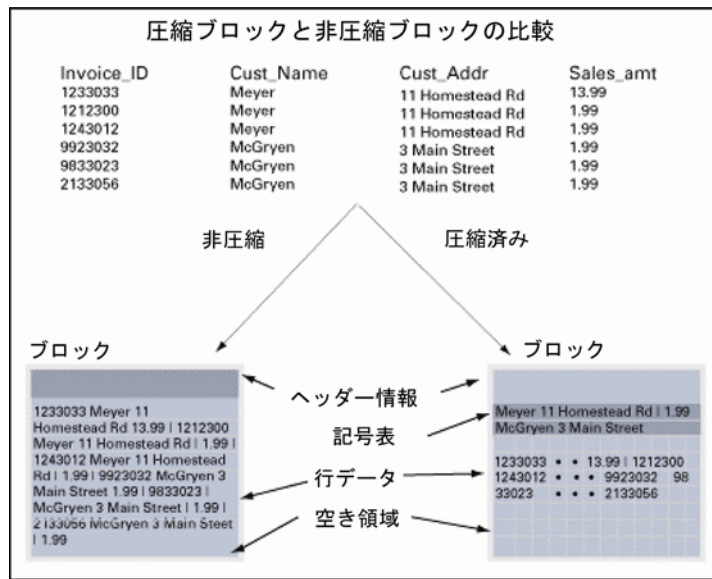 圧縮ブロックと非圧縮ブロックの比較
Invoice_ID Cust_Name Cust_Addr Sales_amt
1233033 Meyer 11 Homestead Rd 13.99
1212300 Meyer 11 Homestead Rd 1.99
1243012 Meyer 11 Homestead Rd 1.99
9923032 McGryen 3 Main Street 1.99
9833023 McGryen 3 Main Street 1.99
2133056 McGryen 3 Main Street 1.99
非圧縮
圧縮済み
ブロック
1233033 Meyer 11
Homestead Rd 13.99 | 1212300
Meyer 11 Homestead Rd | 1.99 |
1243012 Meyer 11 Homestead
Rd | 1.99 | 9923032 McGryen 3
Main Street 1.99 | 9833023 |
McGryen 3 Main Street | 1.99 |
2133056 McGryen 3 Main Steet
| 1.99
ヘッダー情報
記号表
行データ
空き領域
ブロック
Meyer 11 Homestead Rd | 1.99
McGryen 3 Main Street
1233033 • • 13.99 | 1212300
1243012 • • • 9923032 98
33023 • • • 2133056